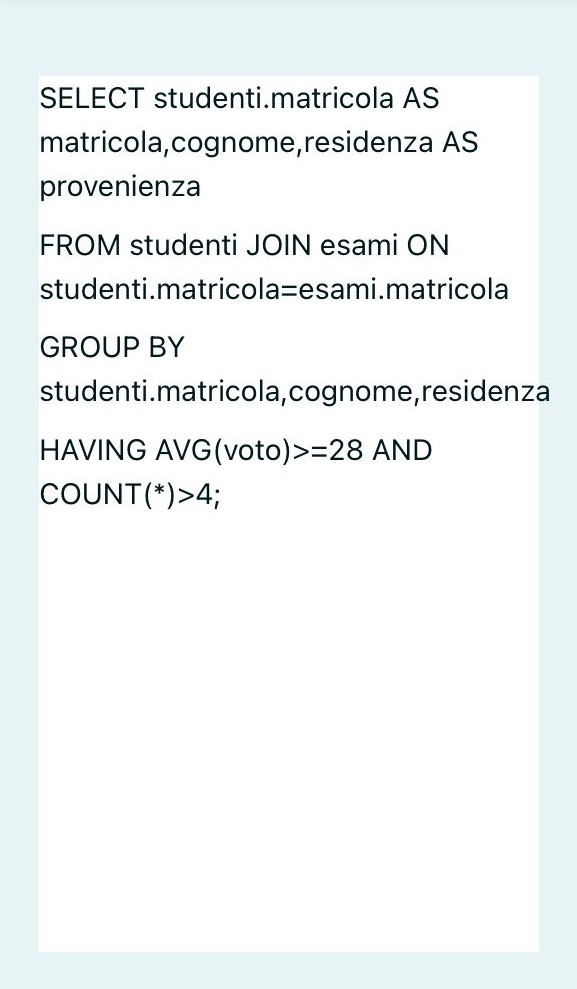 SELECT studenti.matricola AS
matricola,cognome,residenza AS
provenienza
FROM studenti JOIN esami ON
studenti.matricola=esami.matricola
GROUP BY
studenti.matricola,cognome,residenza
HAVING AVG(voto)>=28 AND
COUNT(*)>4;